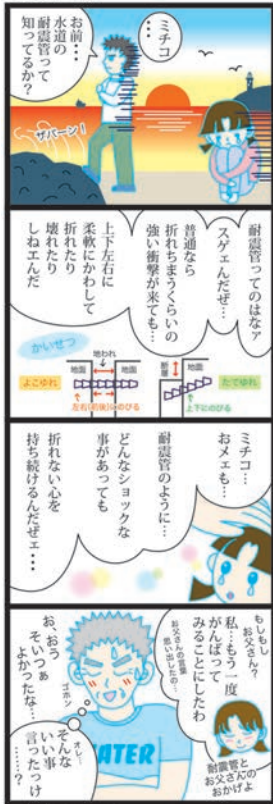 ミチコ
・・・
お前・・・
水道の
耐震管って
知ってるか？
ザバーン！
耐震管ってのはなァ
スゲェんだぜ…
普通なら
折れちまうくらいの
強い衝撃が来ても…
上下左右に
柔軟にかわして
折れたり
壊れたり
しねエんだ
かいせつ
よこゆれ
地面
地われ
地面
左右(前後)にのびる
断層
地面
たてゆれ
上下にのびる
ミチコ…
おメェも…
耐震管のように…
どんなショックな
事があっても
折れない心を
持ち続けるんだぜェ・・・
もしもし
お父さん？
私…もう一度
がんばって
みることにしたわ
お父さんの言葉
思い出したの…
耐震管と
お父さんの
おかげよ
お、おう
そいつぁ
よかったな…
ゴホン
オレ…
そんな
いい事
言ったっけ
……？
ATER